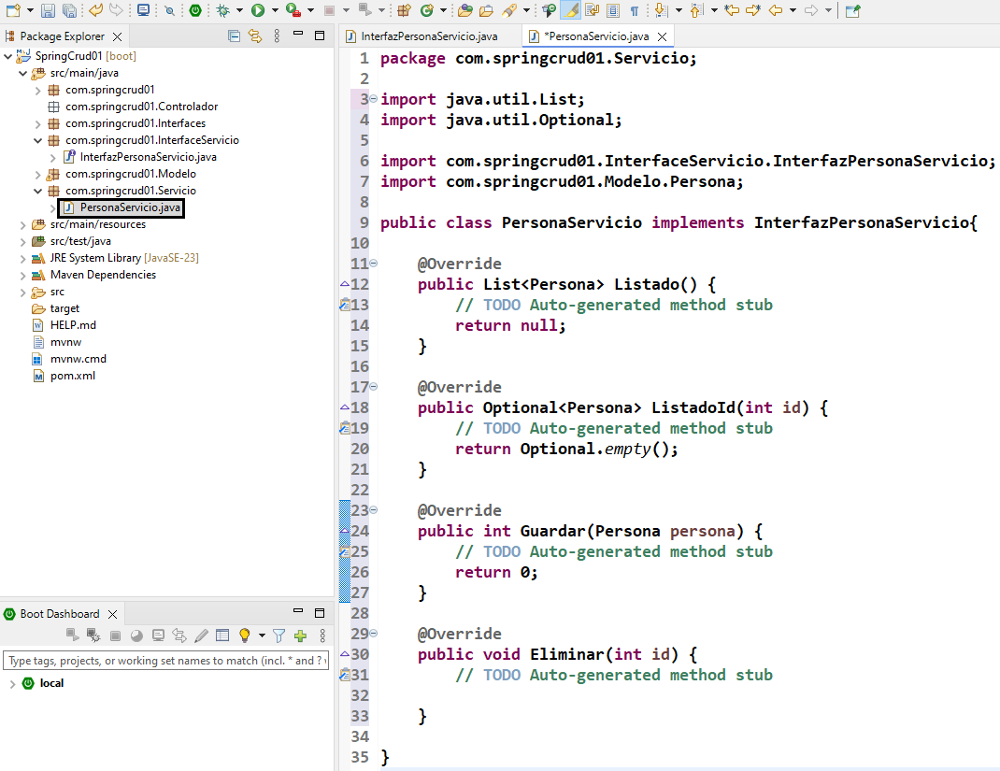 Package Explorer
SpringCrud01 [boot]
src/main/java
com.springcrud01
com.springcrud01.Controlador
com.springcrud01.Interfaces
com.springcrud01.InterfaceServicio
InterfazPersonaServicio.java
com.springcrud01.Modelo
com.springcrud01.Servicio
PersonaServicio.java
src/main/resources
src/test/java
JRE System Library [JavaSE-23]
Maven Dependencies
src
target
HELP.md
mvnw
mvnw.cmd
pom.xml
Boot Dashboard
Type tags, projects, or working set names to match (incl. * and ?
local
InterfazPersonaServicio.java
*PersonaServicio.java
1 package com.springcrud01.Servicio;
2
3 import java.util.List;
4 import java.util.Optional;
5
6 import com.springcrud01.InterfaceServicio.InterfazPersonaServicio;
7 import com.springcrud01.Modelo.Persona;
8
9 public class PersonaServicio implements InterfazPersonaServicio{
10
11 @Override
12 public List<Persona> Listado() {
13 // TODO Auto-generated method stub
14 return null;
15 }
16
17 @Override
18 public Optional<Persona> ListadoId(int id) {
19 // TODO Auto-generated method stub
20 return Optional.empty();
21 }
22
23 @Override
24 public int Guardar(Persona persona) {
25 // TODO Auto-generated method stub
26 return 0;
27 }
28
29 @Override
30 public void Eliminar(int id) {
31 // TODO Auto-generated method stub
32
33 }
34
35 }